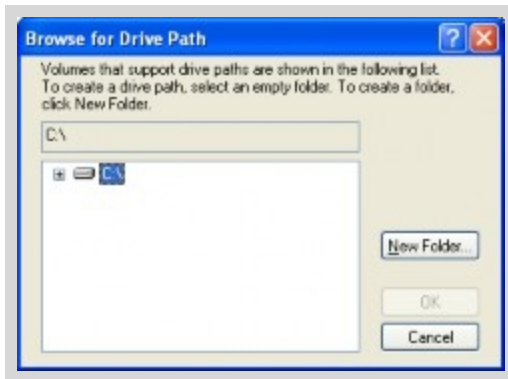 Browse for Drive Path
Volumes that support drive paths are shown in the following list.
To create a drive path, select an empty folder. To create a folder,
click New Folder.
C:\
C:\
New Folder...
OK
Cancel